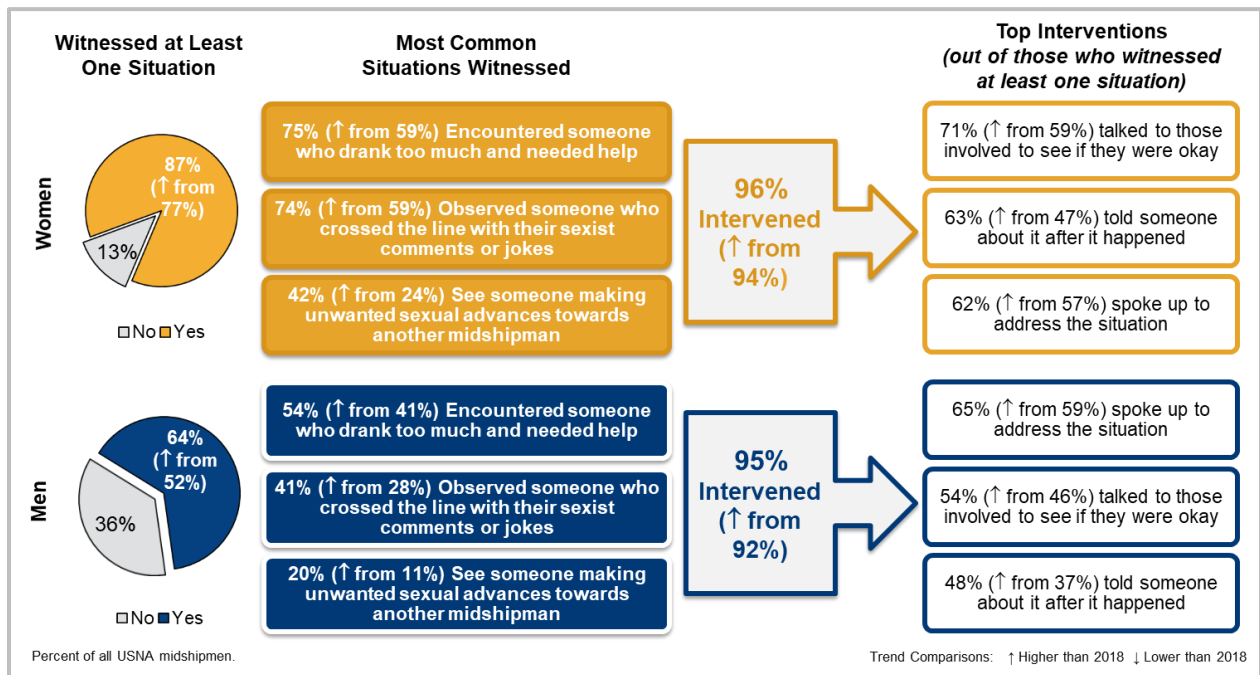 Witnessed at Least
One Situation
Most Common
Situations Witnessed
Top Interventions
(out of those who witnessed
at least one situation)
Women
87%
(↑ from
77%)
13%
□No ■Yes
75% (↑ from 59%) Encountered someone
who drank too much and needed help
74% (↑ from 59%) Observed someone who
crossed the line with their sexist
comments or jokes
42% (↑ from 24%) See someone making
unwanted sexual advances towards
another midshipman
96%
Intervened
(↑ from
94%)
71% (↑ from 59%) talked to those
involved to see if they were okay
63% (↑ from 47%) told someone
about it after it happened
62% (↑ from 57%) spoke up to
address the situation
Men
64%
(↑ from
52%)
36%
□No ■Yes
54% (↑ from 41%) Encountered someone
who drank too much and needed help
41% (↑ from 28%) Observed someone who
crossed the line with their sexist
comments or jokes
20% (↑ from 11%) See someone making
unwanted sexual advances towards
another midshipman
95%
Intervened
(↑ from
92%)
65% (↑ from 59%) spoke up to
address the situation
54% (↑ from 46%) talked to those
involved to see if they were okay
48% (↑ from 37%) told someone
about it after it happened
Percent of all USNA midshipmen.
Trend Comparisons: ↑ Higher than 2018 ↓ Lower than 2018